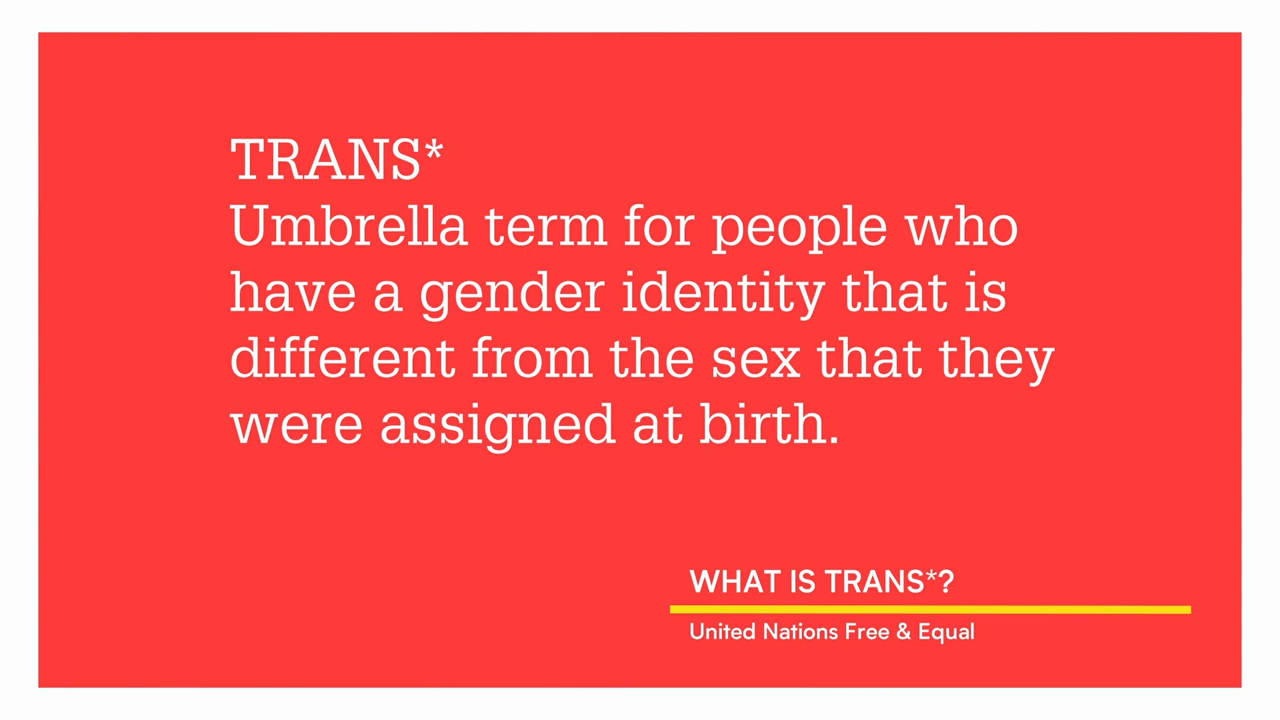 TRANS*
Umbrella term for people who
have a gender identity that is
different from the sex that they
were assigned at birth.
WHAT IS TRANS*?
United Nations Free & Equal